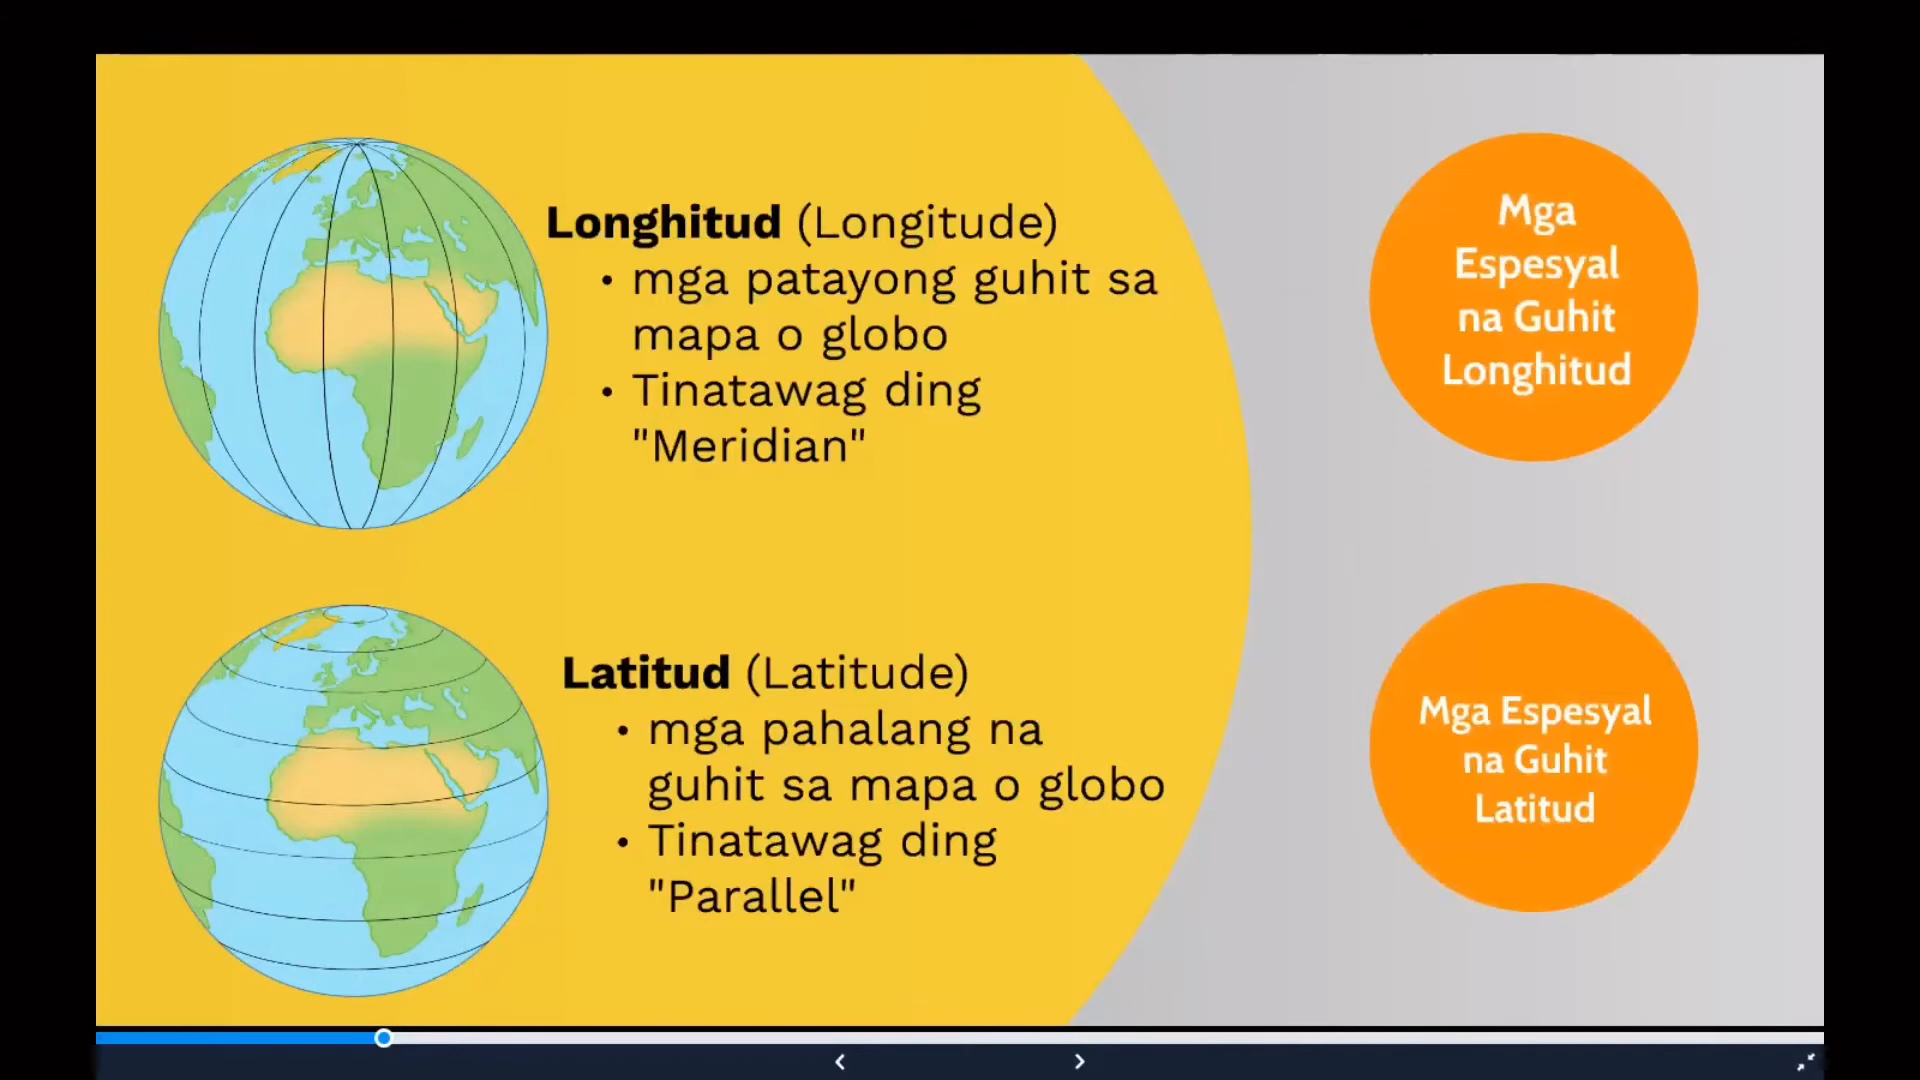 Longhitud (Longitude)
• mga patayong guhit sa
mapa o globo
• Tinatawag ding
"Meridian"
Mga
Espesyal
na Guhit
Longhitud
Latitud (Latitude)
• mga pahalang na
guhit sa mapa o globo
• Tinatawag ding
"Parallel"
Mga Espesyal
na Guhit
Latitud